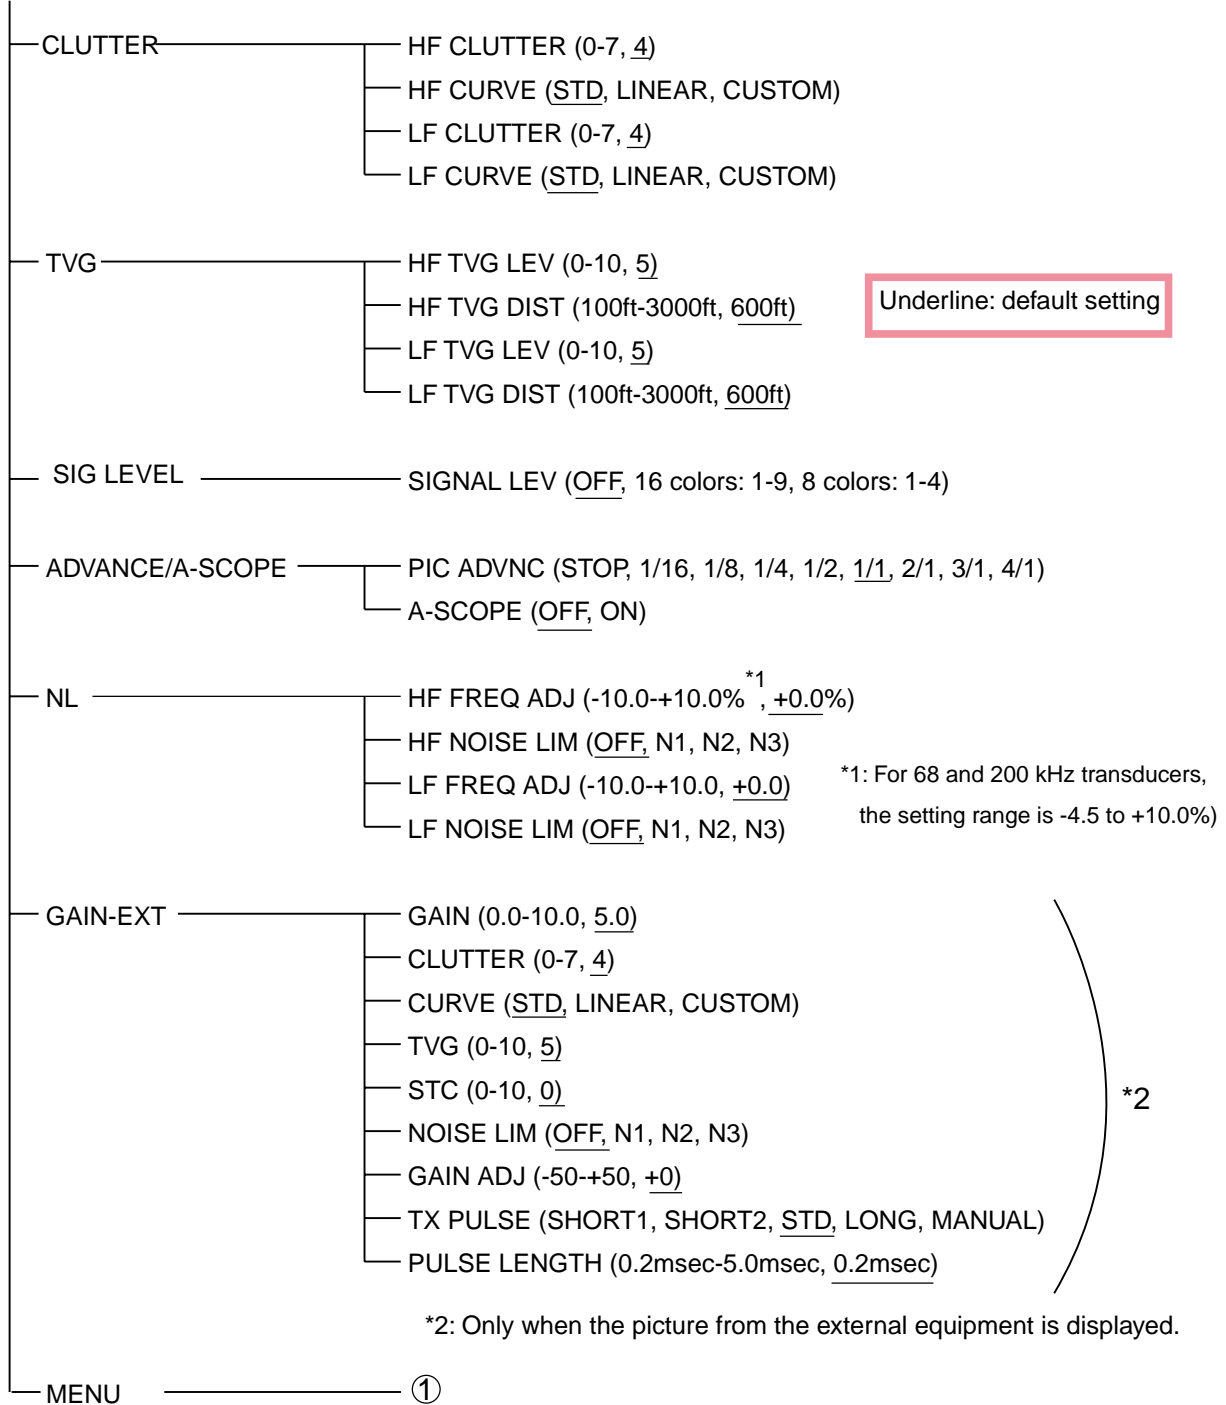 CLUTTER
HF CLUTTER (0-7, 4)
HF CURVE (STD, LINEAR, CUSTOM)
LF CLUTTER (0-7, 4)
LF CURVE (STD, LINEAR, CUSTOM)
TVG
HF TVG LEV (0-10, 5)
HF TVG DIST (100ft-3000ft, 600ft)
LF TVG LEV (0-10, 5)
LF TVG DIST (100ft-3000ft, 600ft)
Underline: default setting
SIG LEVEL
SIGNAL LEV (OFF, 16 colors: 1-9, 8 colors: 1-4)
ADVANCE/A-SCOPE
PIC ADVNC (STOP, 1/16, 1/8, 1/4, 1/2, 1/1, 2/1, 3/1, 4/1)
A-SCOPE (OFF, ON)
NL
HF FREQ ADJ (-10.0-+10.0%*1, +0.0%)
HF NOISE LIM (OFF, N1, N2, N3)
LF FREQ ADJ (-10.0-+10.0, +0.0)
LF NOISE LIM (OFF, N1, N2, N3)
*1: For 68 and 200 kHz transducers,
the setting range is -4.5 to +10.0%)
GAIN-EXT
GAIN (0.0-10.0, 5.0)
CLUTTER (0-7, 4)
CURVE (STD, LINEAR, CUSTOM)
TVG (0-10, 5)
STC (0-10, 0)
NOISE LIM (OFF, N1, N2, N3)
GAIN ADJ (-50-+50, +0)
TX PULSE (SHORT1, SHORT2, STD, LONG, MANUAL)
PULSE LENGTH (0.2msec-5.0msec, 0.2msec)
*2
*2: Only when the picture from the external equipment is displayed.
MENU
①